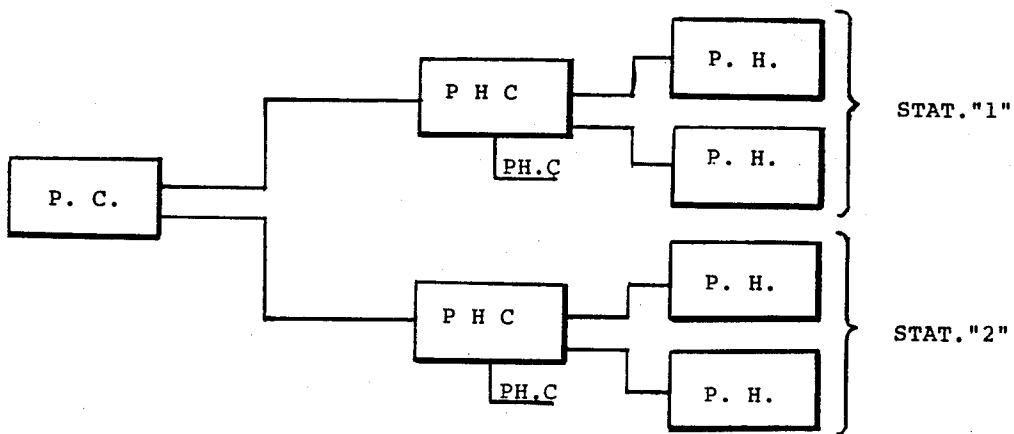 P. H.
P H C
STAT."1"
P. H.
PH.C
P. C.
P. H.
P H C
STAT."2"
PH.C
P. H.